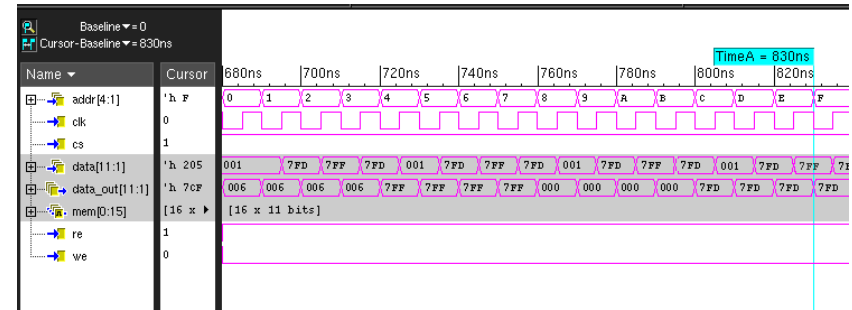 Baseline ▼= 0
Cursor-Baseline ▼= 830ns
TimeA = 830ns
Name ▼ Cursor 680ns 700ns 720ns 740ns 760ns 780ns 800ns 820ns
addr[4:1] 'h F 0 1 2 3 4 5 6 7 8 9 A B C D E F
clk 0
cs 1
data[11:1] 'h 205 001 7FD 7FF 7FD 001 7FD 7FF 7FD 001 7FD 7FF 7FD 001 7FD 7FF
data_out[11:1] 'h 7CF 006 006 006 006 7FF 7FF 7FF 7FF 000 000 000 000 7FD 7FD 7FD 7FD
mem[0:15] [16 x [16 x 11 bits]
re 1
we 0